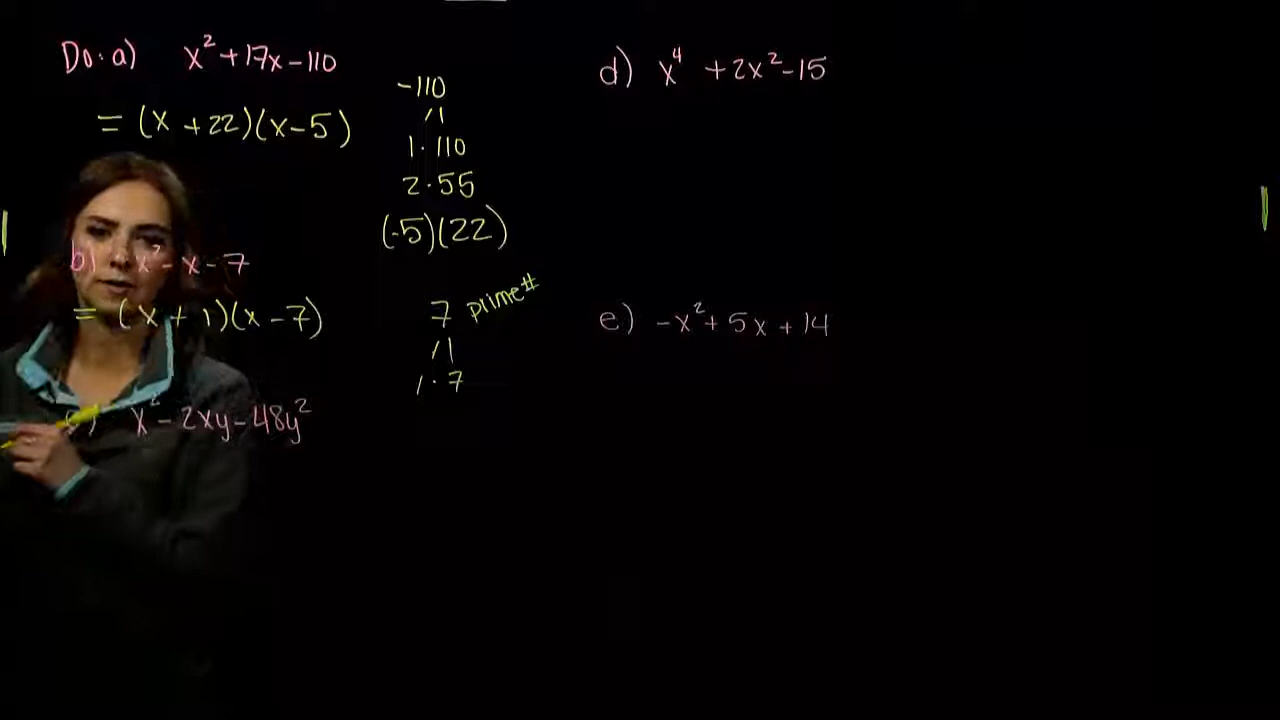 Do: a) x² + 17x - 110
= (x + 22)(x - 5)
-110
1 · 110
2 · 55
(-5)(22)
b) x² - x - 7
= (x + 1)(x - 7)
7 prime#
1 · 7
c) x² - 2xy - 48y²
d) x⁴ + 2x² - 15
e) -x² + 5x + 14